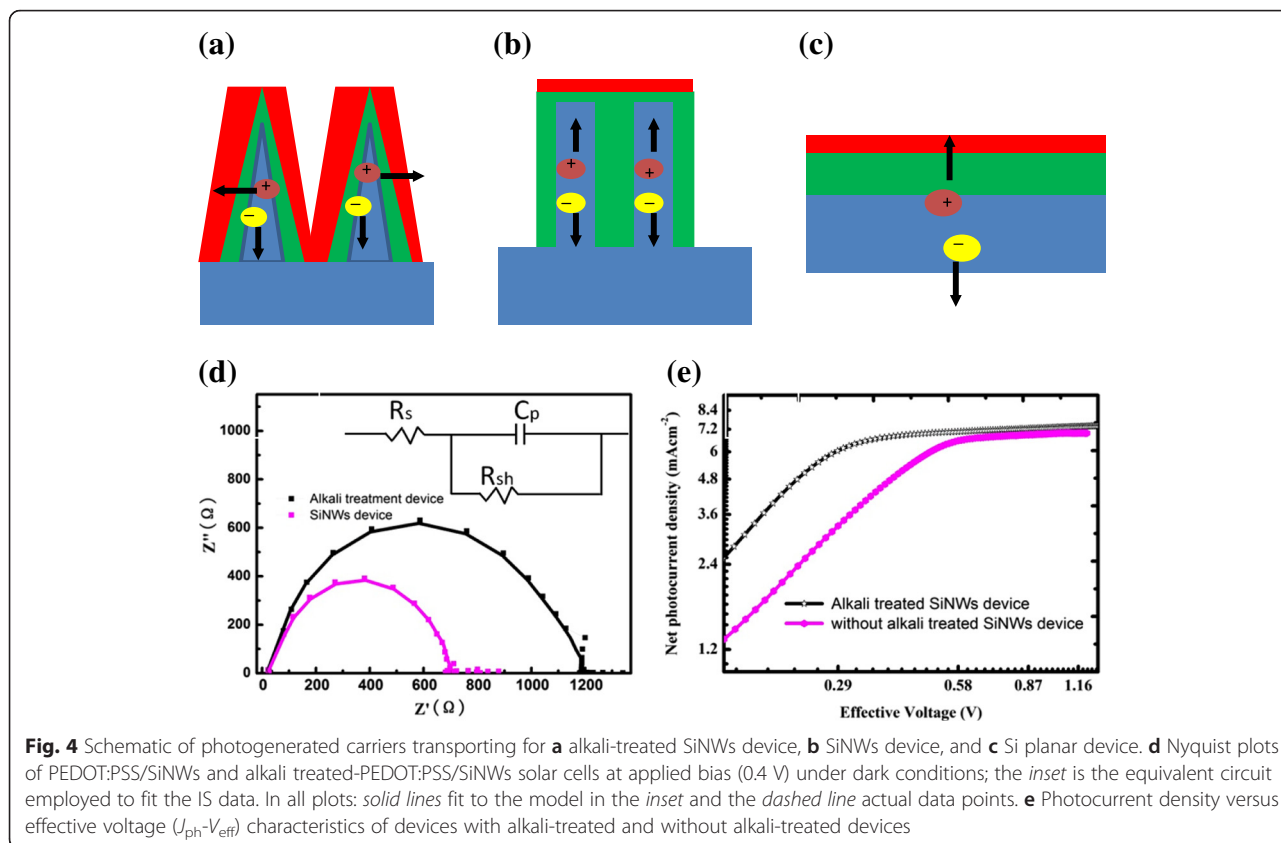 (a)
(b)
(c)
+
+
−
−
+
+
−
−
+
−
(d)
(e)
Rs
Cp
Rsh
Alkali treatment device
SiNWs device
Z''(Ω)
1000
800
600
400
200
0
0
200
400
600
800
1000
1200
Z'(Ω)
Net photocurrent density (mAcm⁻²)
8.4
7.2
6
4.8
3.6
2.4
1.2
Alkali treated SiNWs device
without alkali treated SiNWs device
0.29
0.58
0.87
1.16
Effective Voltage (V)
Fig. 4 Schematic of photogenerated carriers transporting for a alkali-treated SiNWs device, b SiNWs device, and c Si planar device. d Nyquist plots
of PEDOT:PSS/SiNWs and alkali treated-PEDOT:PSS/SiNWs solar cells at applied bias (0.4 V) under dark conditions; the inset is the equivalent circuit
employed to fit the IS data. In all plots: solid lines fit to the model in the inset and the dashed line actual data points. e Photocurrent density versus
effective voltage (Jph-Veff) characteristics of devices with alkali-treated and without alkali-treated devices